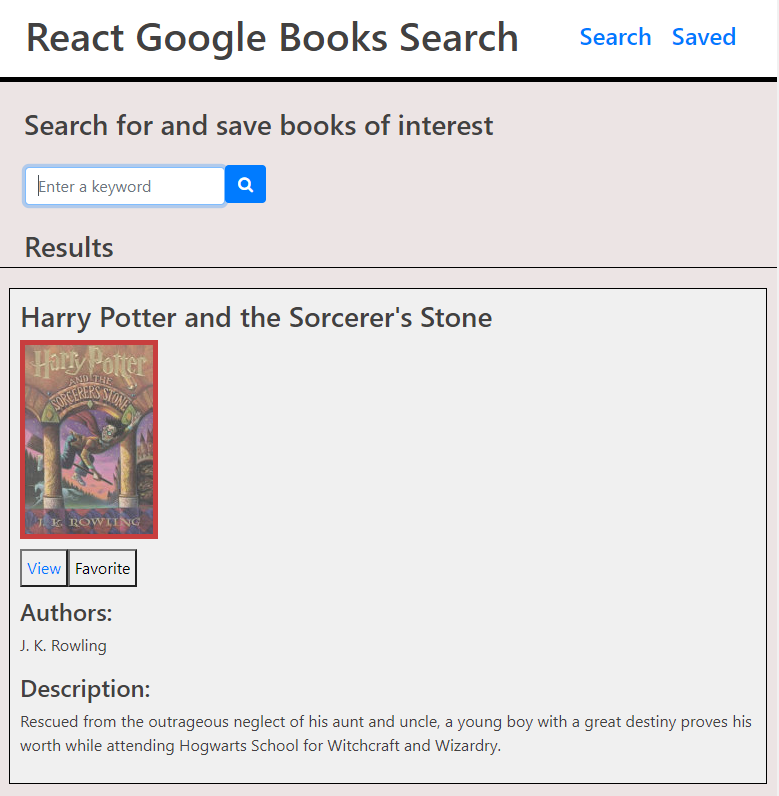 React Google Books Search Search Saved
Search for and save books of interest
Enter a keyword
Results
Harry Potter and the Sorcerer's Stone
Harry Potter
AND THE
SORCERER'S STONE
J. K. ROWLING
View Favorite
Authors:
J. K. Rowling
Description:
Rescued from the outrageous neglect of his aunt and uncle, a young boy with a great destiny proves his
worth while attending Hogwarts School for Witchcraft and Wizardry.